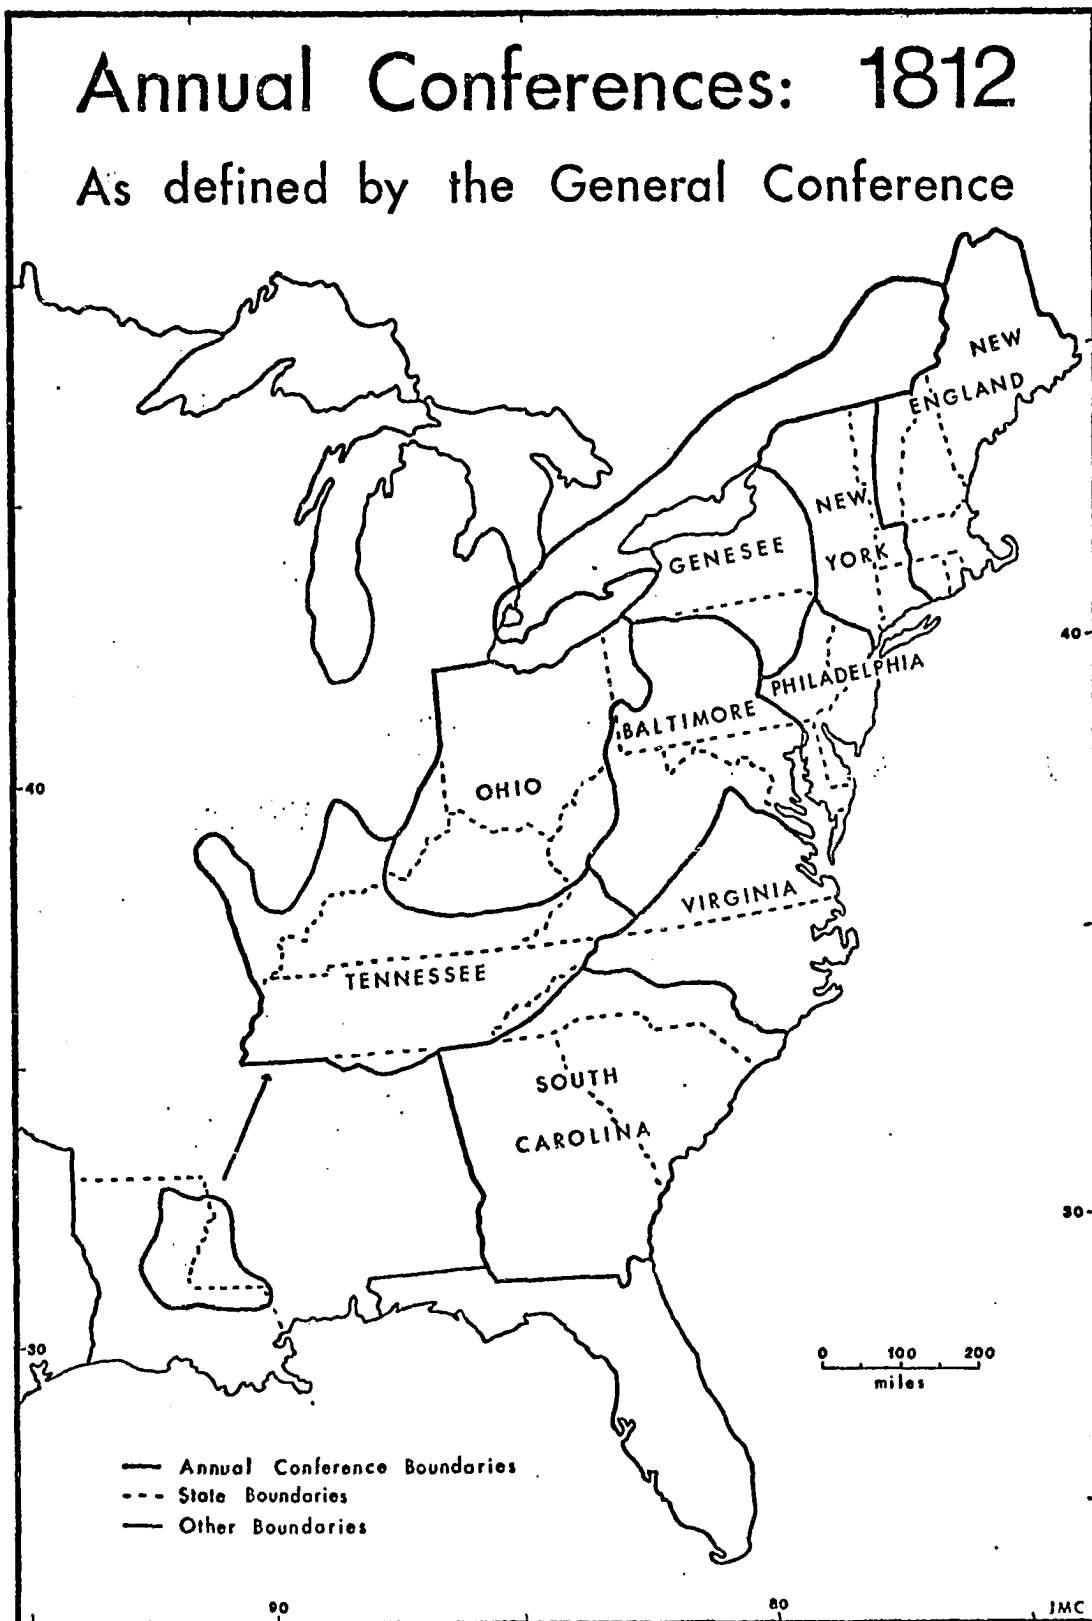 Annual Conferences: 1812
As defined by the General Conference
NEW
ENGLAND
NEW
YORK
GENESEE
PHILADELPHIA
BALTIMORE
OHIO
VIRGINIA
TENNESSEE
SOUTH
CAROLINA
40
40
30
30
0 100 200
miles
Annual Conference Boundaries
State Boundaries
Other Boundaries
90
80
JMC